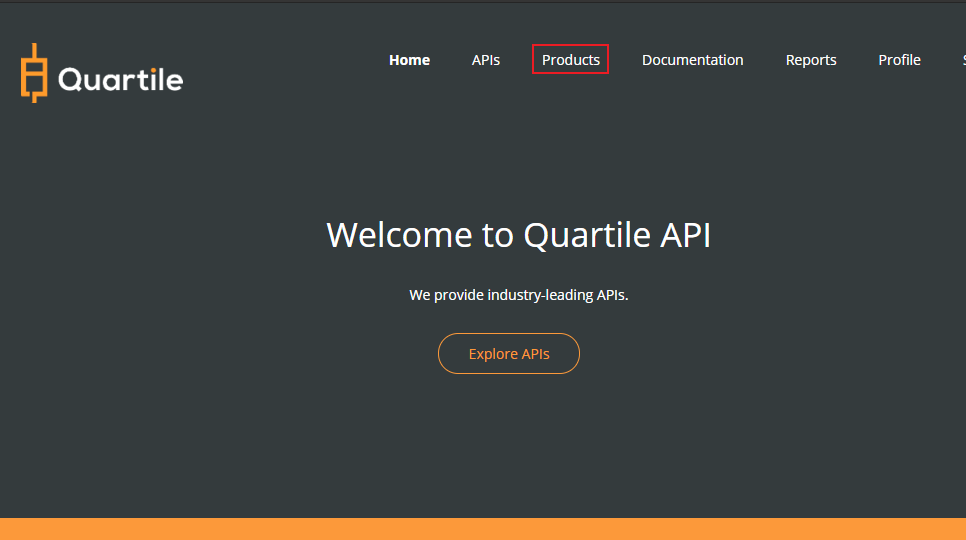 Quartile
Home APIs Products Documentation Reports Profile
Welcome to Quartile API
We provide industry-leading APIs.
Explore APIs